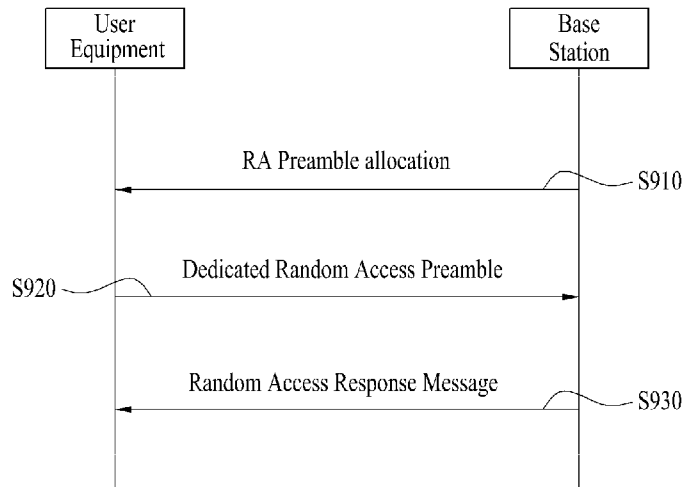 User
Equipment
Base
Station
RA Preamble allocation
S910
Dedicated Random Access Preamble
S920
Random Access Response Message
S930